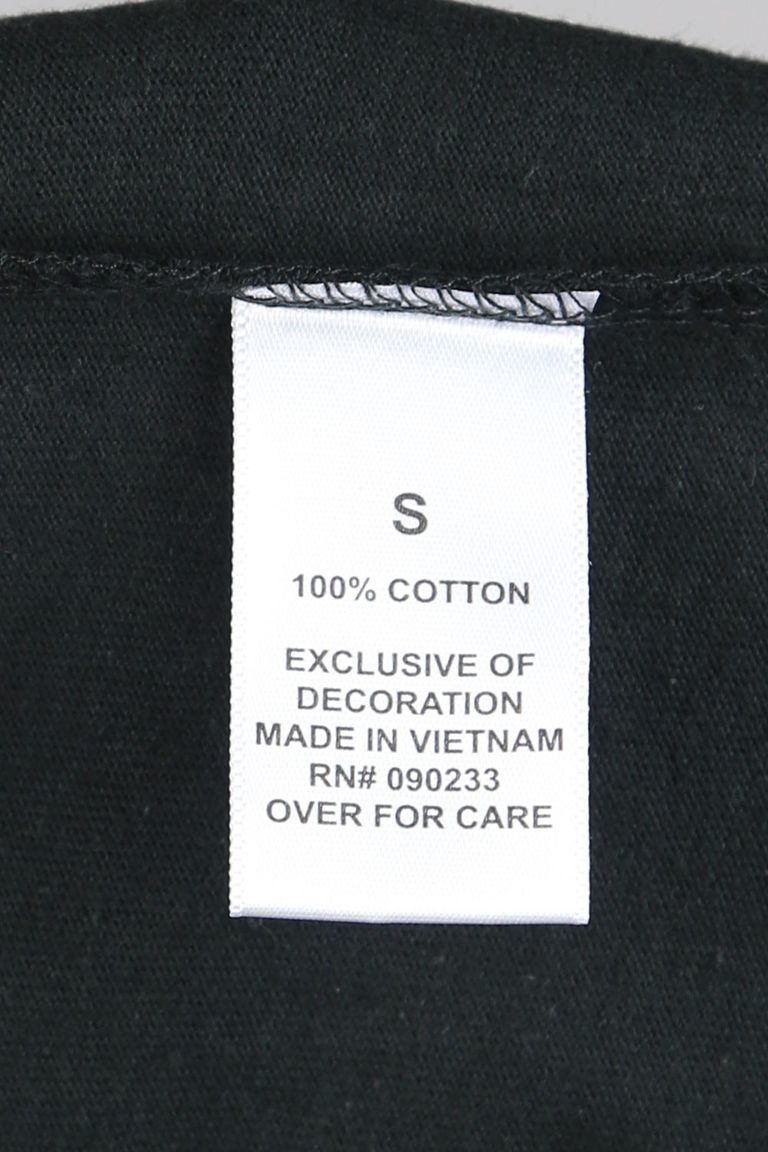 S
100% COTTON
EXCLUSIVE OF
DECORATION
MADE IN VIETNAM
RN# 090233
OVER FOR CARE